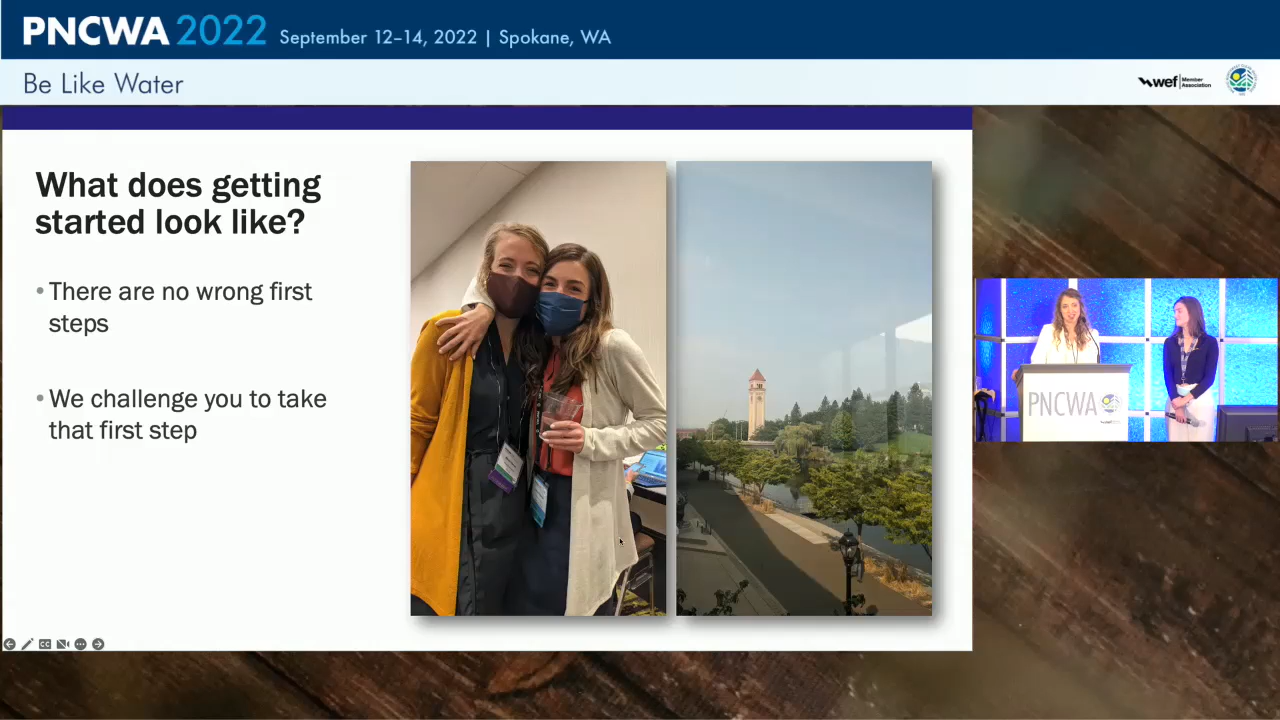 PNCWA 2022 September 12–14, 2022 | Spokane, WA
Be Like Water
wef Member
Association
What does getting
started look like?
• There are no wrong first
steps
• We challenge you to take
that first step
PNCWA